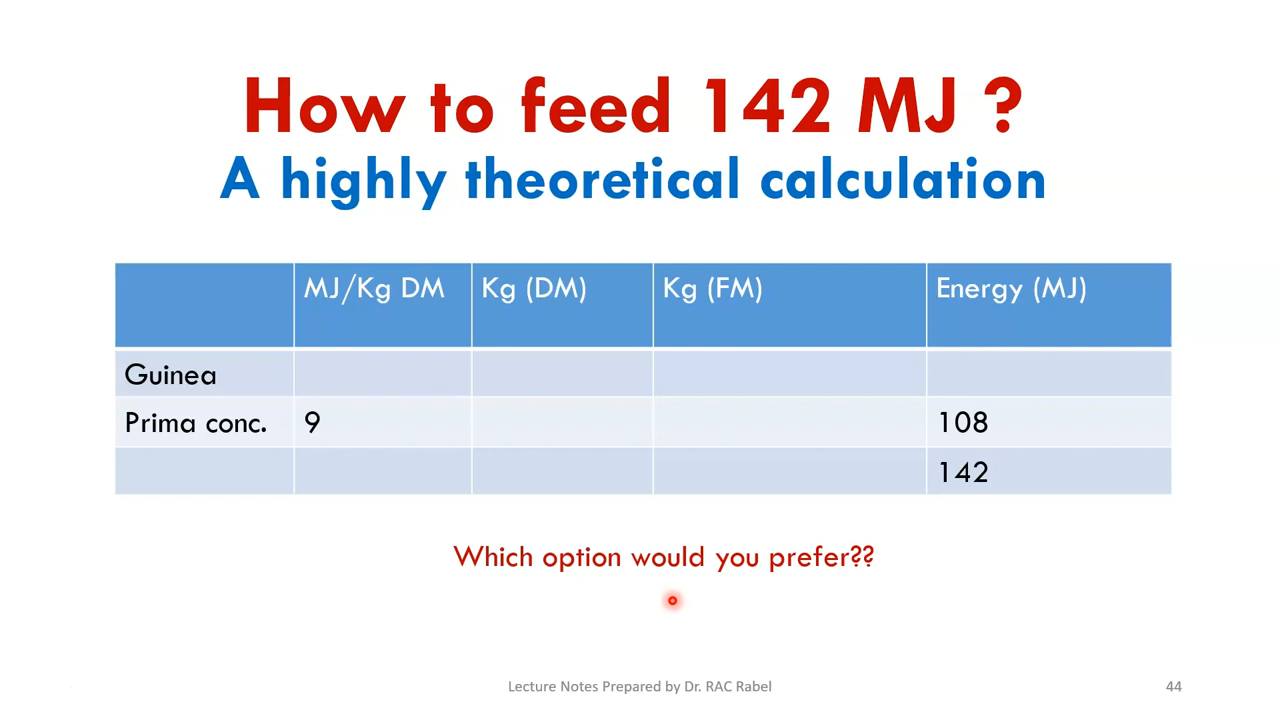 How to feed 142 MJ ?
A highly theoretical calculation
MJ/Kg DM Kg (DM) Kg (FM) Energy (MJ)
Guinea
Prima conc. 9 108
142
Which option would you prefer??
Lecture Notes Prepared by Dr. RAC Rabel 44